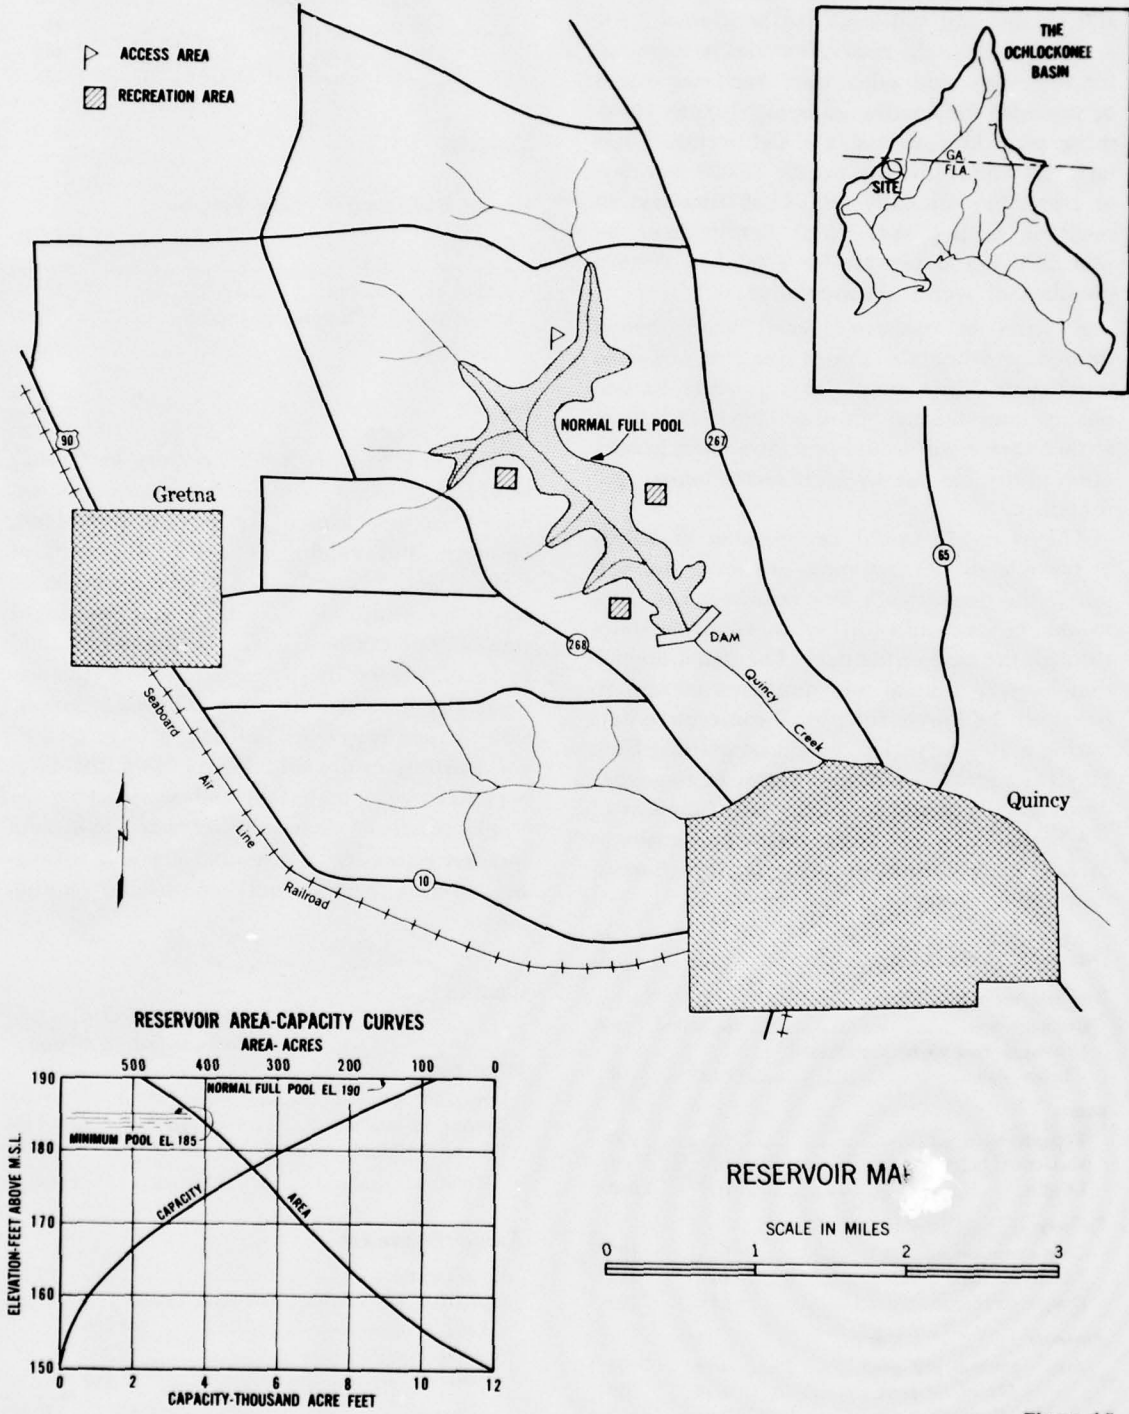 ACCESS AREA
RECREATION AREA
THE
OCHLOCKONEE
BASIN
GA.
FLA.
SITE
90
Gretna
NORMAL FULL POOL
267
65
268
DAM
Quincy
Creek
Seaboard
Air
Line
Railroad
10
Quincy
N
RESERVOIR AREA-CAPACITY CURVES
AREA- ACRES
500 400 300 200 100 0
190
NORMAL FULL POOL EL. 190
MINIMUM POOL EL. 185
180
CAPACITY
AREA
170
160
150
ELEVATION-FEET ABOVE M.S.L.
0 2 4 6 8 10 12
CAPACITY-THOUSAND ACRE FEET
RESERVOIR
SCALE IN MILES
0 1 2 3